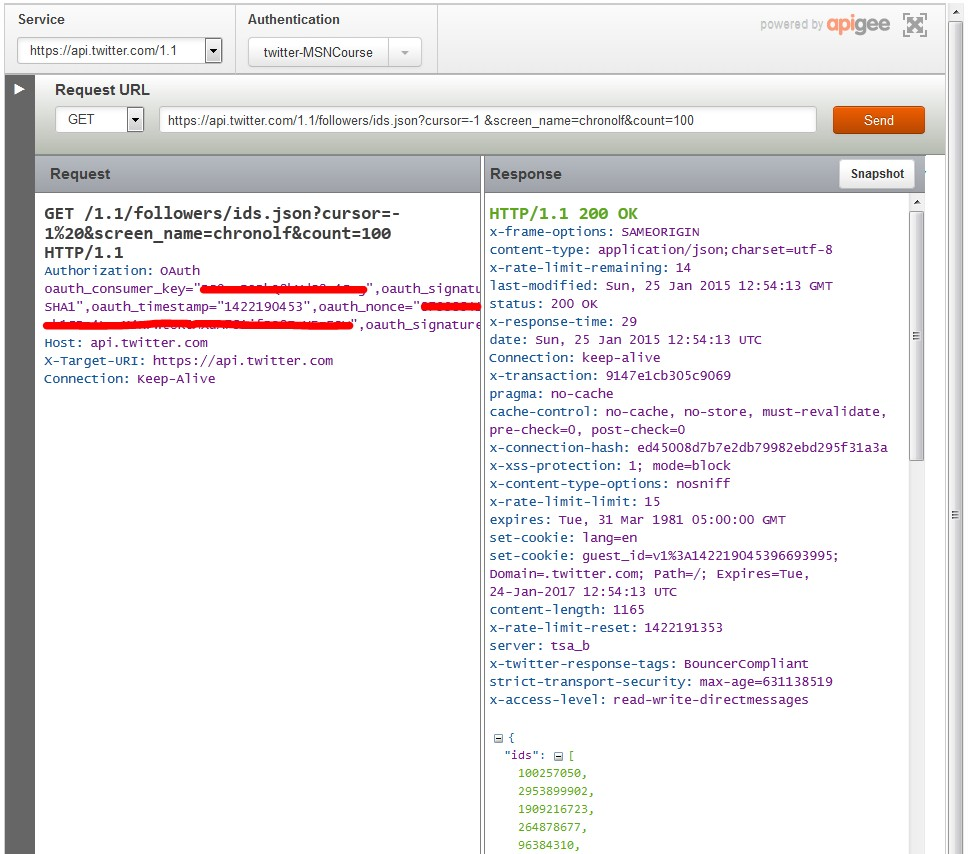 Service
Authentication
powered by apigee
https://api.twitter.com/1.1
twitter-MSNCourse
Request URL
GET
https://api.twitter.com/1.1/followers/ids.json?cursor=-1 &screen_name=chronolf&count=100
Send
Request
GET /1.1/followers/ids.json?cursor=-
1%20&screen_name=chronolf&count=100
HTTP/1.1
Authorization: OAuth
oauth_consumer_key="",oauth_signatu
SHA1",oauth_timestamp="1422190453",oauth_nonce="
",oauth_signature
Host: api.twitter.com
X-Target-URI: https://api.twitter.com
Connection: Keep-Alive
Response
Snapshot
HTTP/1.1 200 OK
x-frame-options: SAMEORIGIN
content-type: application/json;charset=utf-8
x-rate-limit-remaining: 14
last-modified: Sun, 25 Jan 2015 12:54:13 GMT
status: 200 OK
x-response-time: 29
date: Sun, 25 Jan 2015 12:54:13 UTC
Connection: keep-alive
x-transaction: 9147e1cb305c9069
pragma: no-cache
cache-control: no-cache, no-store, must-revalidate,
pre-check=0, post-check=0
x-connection-hash: ed45008d7b7e2db79982ebd295f31a3a
x-xss-protection: 1; mode=block
x-content-type-options: nosniff
x-rate-limit-limit: 15
expires: Tue, 31 Mar 1981 05:00:00 GMT
set-cookie: lang=en
set-cookie: guest_id=v1%3A142219045396693995;
Domain=.twitter.com; Path=/; Expires=Tue,
24-Jan-2017 12:54:13 UTC
content-length: 1165
x-rate-limit-reset: 1422191353
server: tsa_b
x-twitter-response-tags: BouncerCompliant
strict-transport-security: max-age=631138519
x-access-level: read-write-directmessages
{
"ids": [
100257050,
2953899902,
1909216723,
264878677,
96384310,